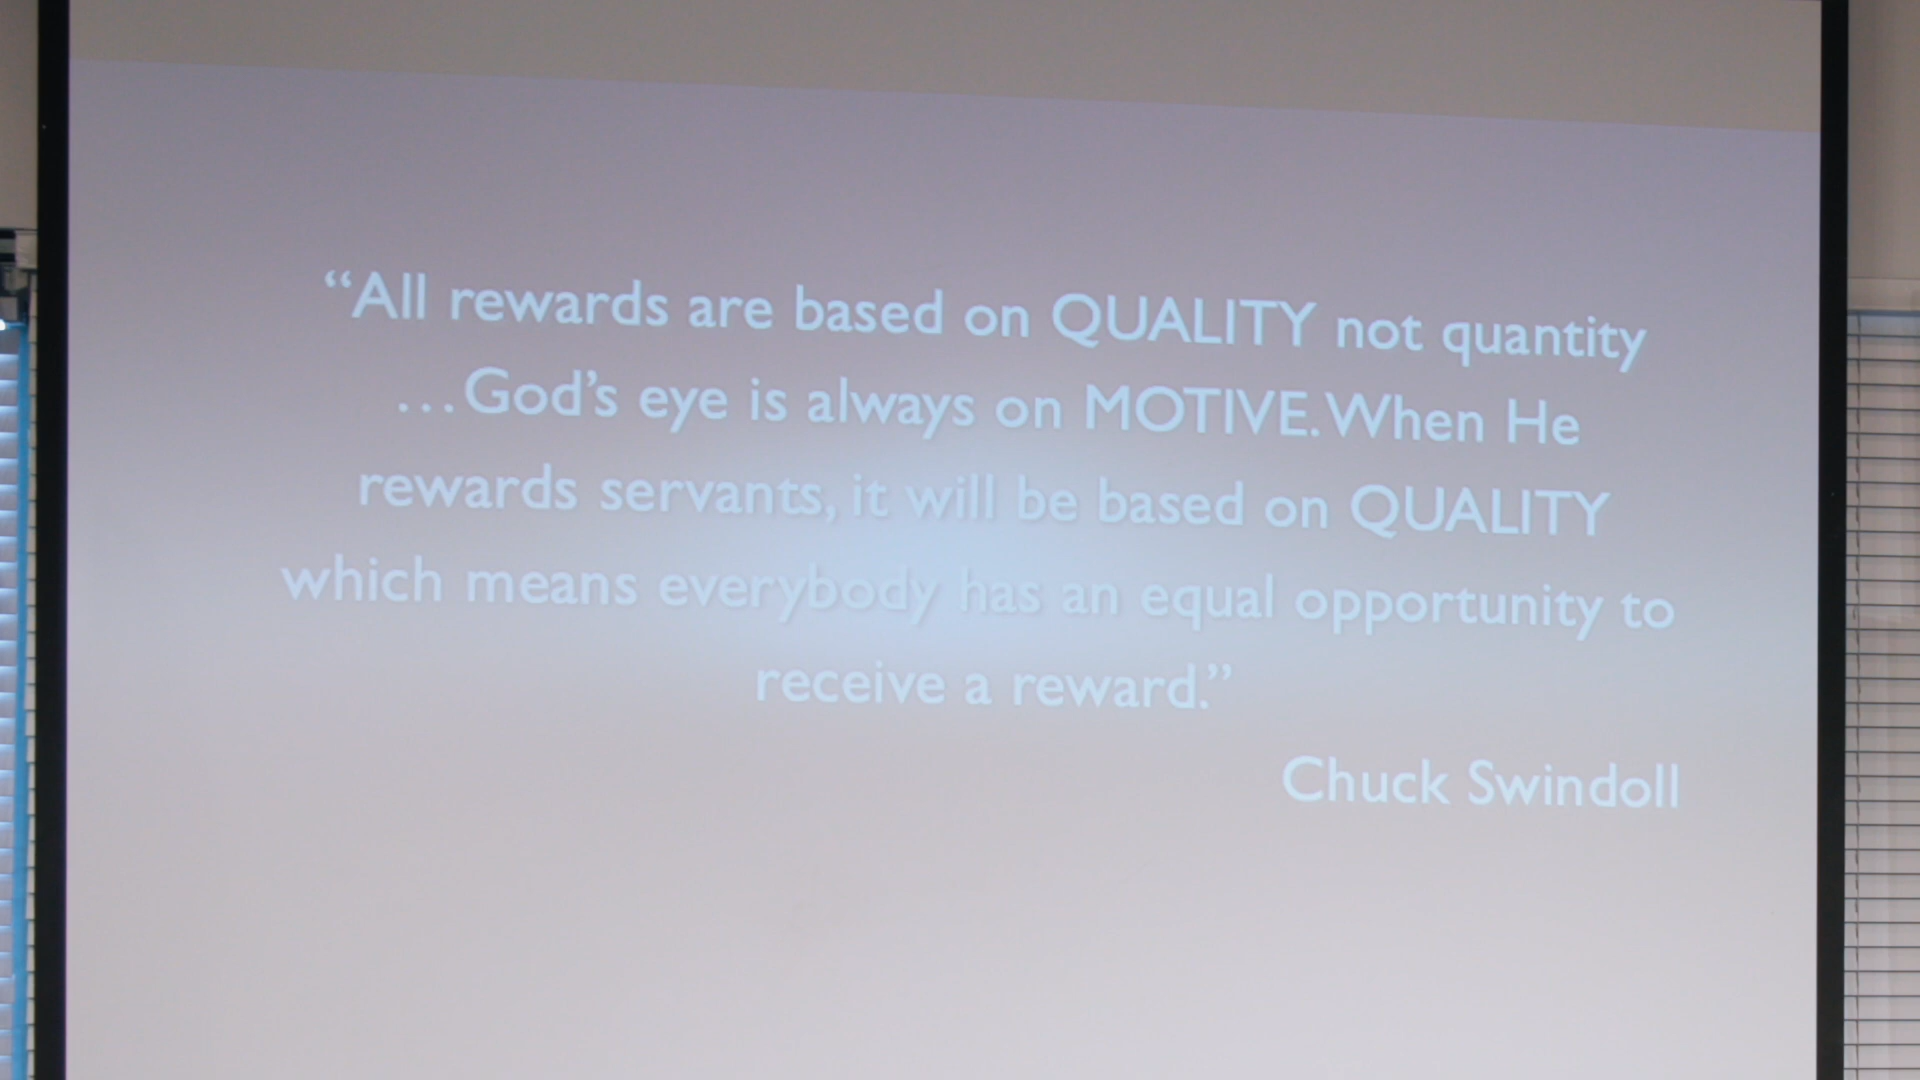 “All rewards are based on QUALITY not quantity
…God’s eye is always on MOTIVE. When He
rewards servants, it will be based on QUALITY
which means everybody has an equal opportunity to
receive a reward.”
Chuck Swindoll